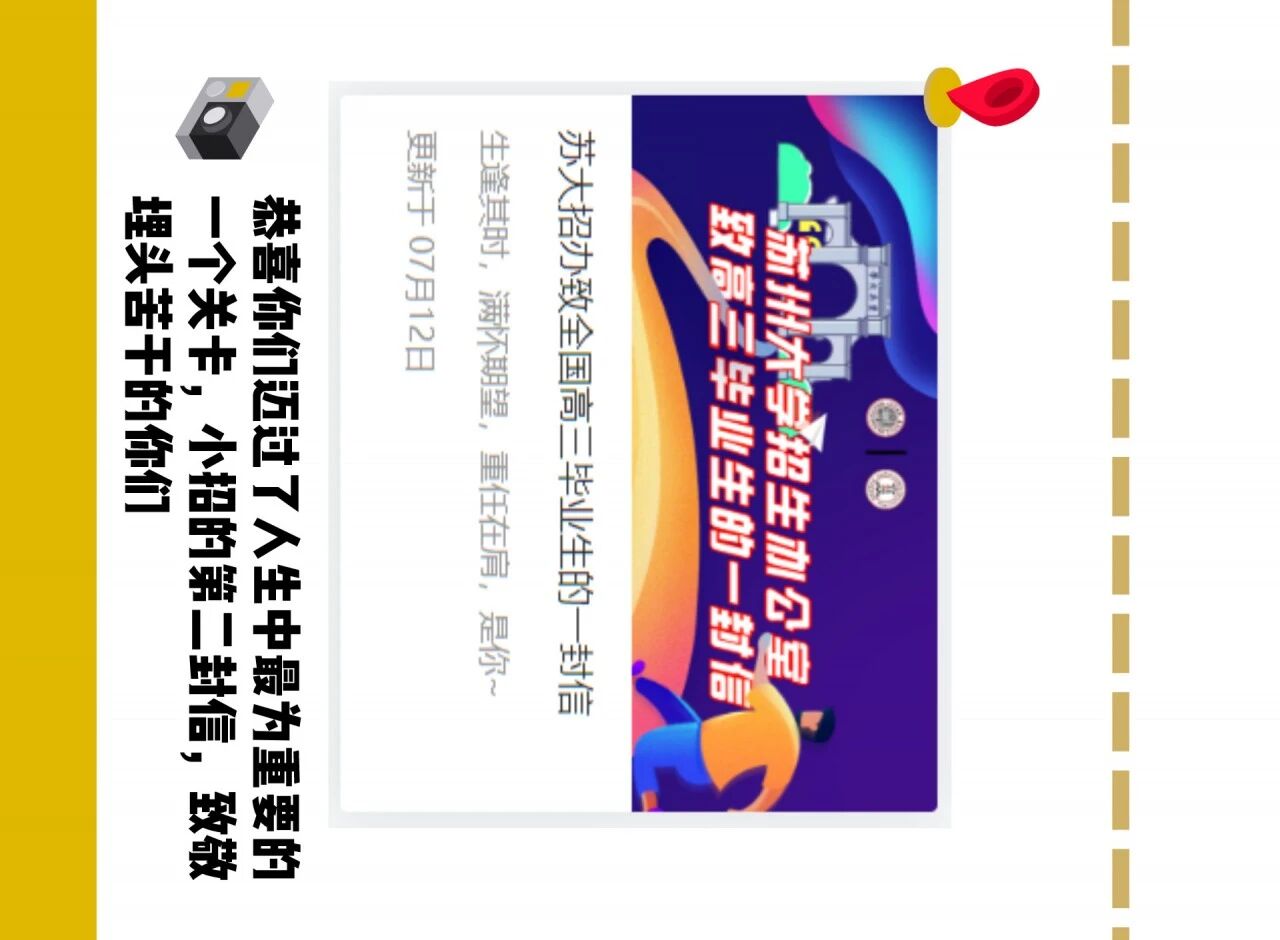 苏州大学招生办公室
致高三毕业生的一封信
苏大招办致全国高三毕业生的一封信
生逢其时，满怀期望，重任在肩，是你~
更新于 07月12日
恭喜你们迈过了人生中最为重要的
一个关卡，小招的第二封信，致敬
埋头苦干的你们